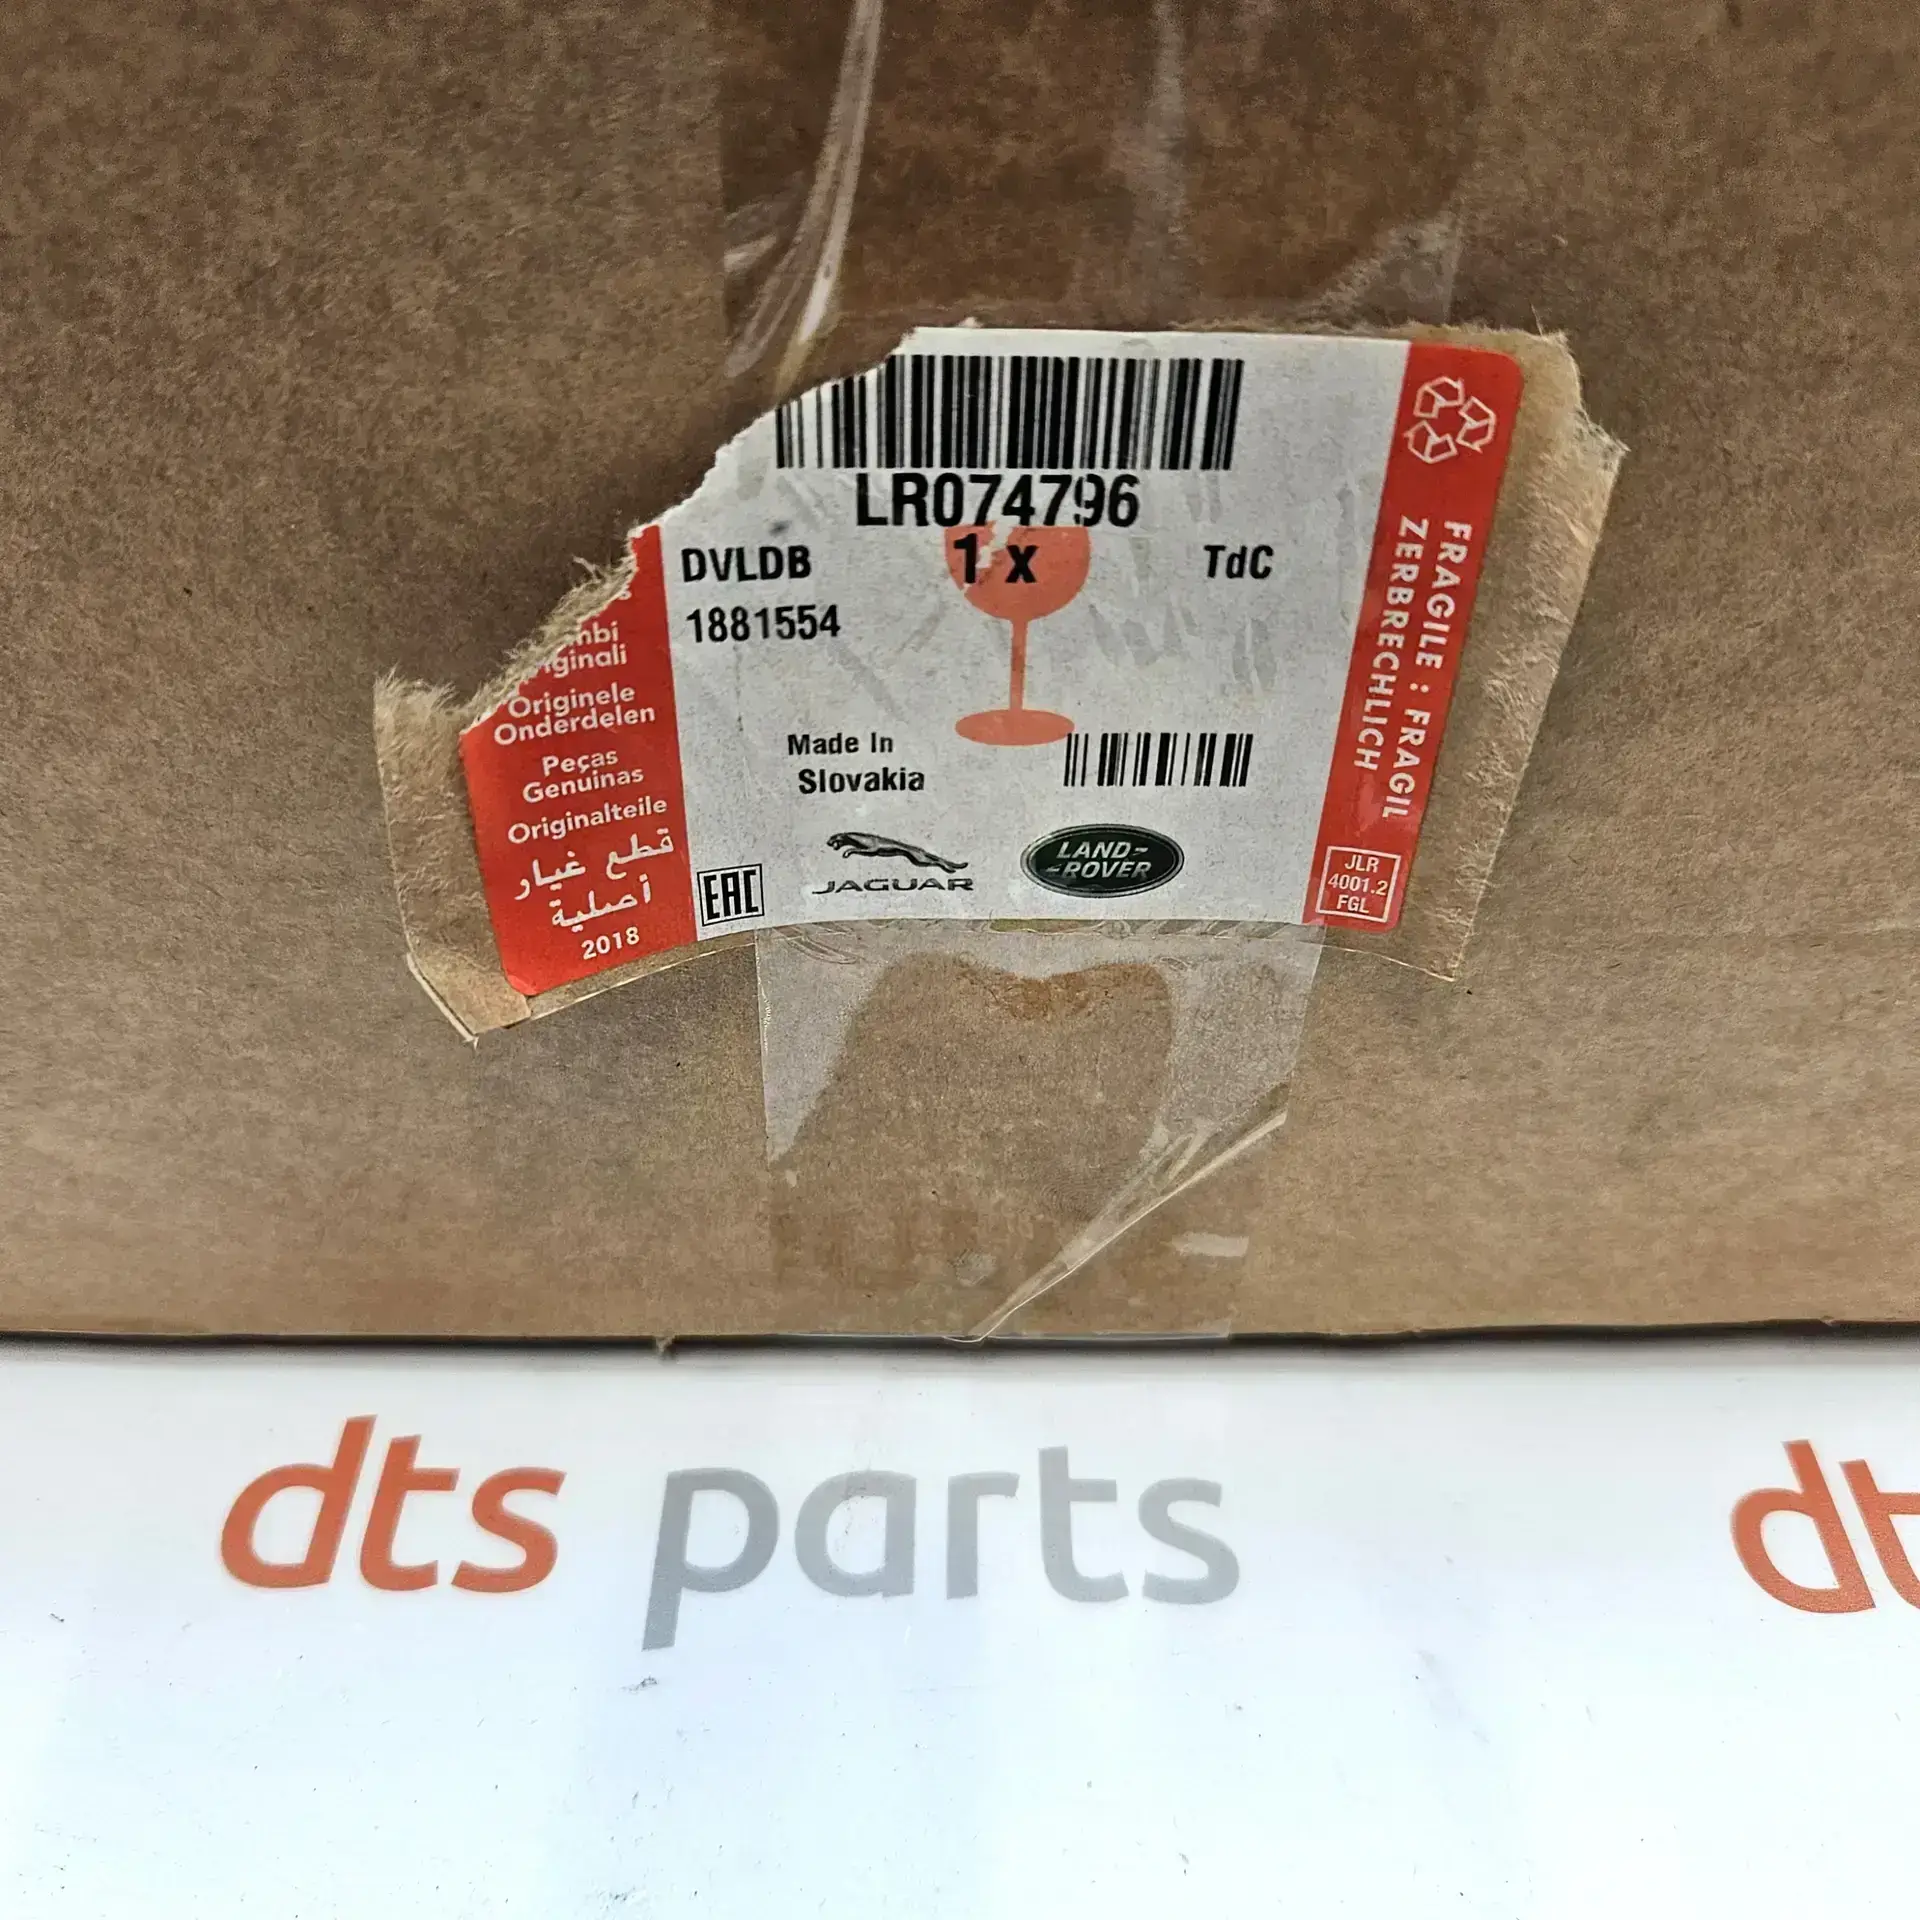 LR074796
DVLDB 1 x TdC
1881554
Made In
Slovakia
JAGUAR
LAND-
-ROVER
EAC
Originele
Onderdelen
Peças
Genuinas
Originalteile
قطع غيار
أصلية
2018
FRAGILE : FRAGIL
ZERBRECHLICH
JLR
4001.2
FGL
dts parts